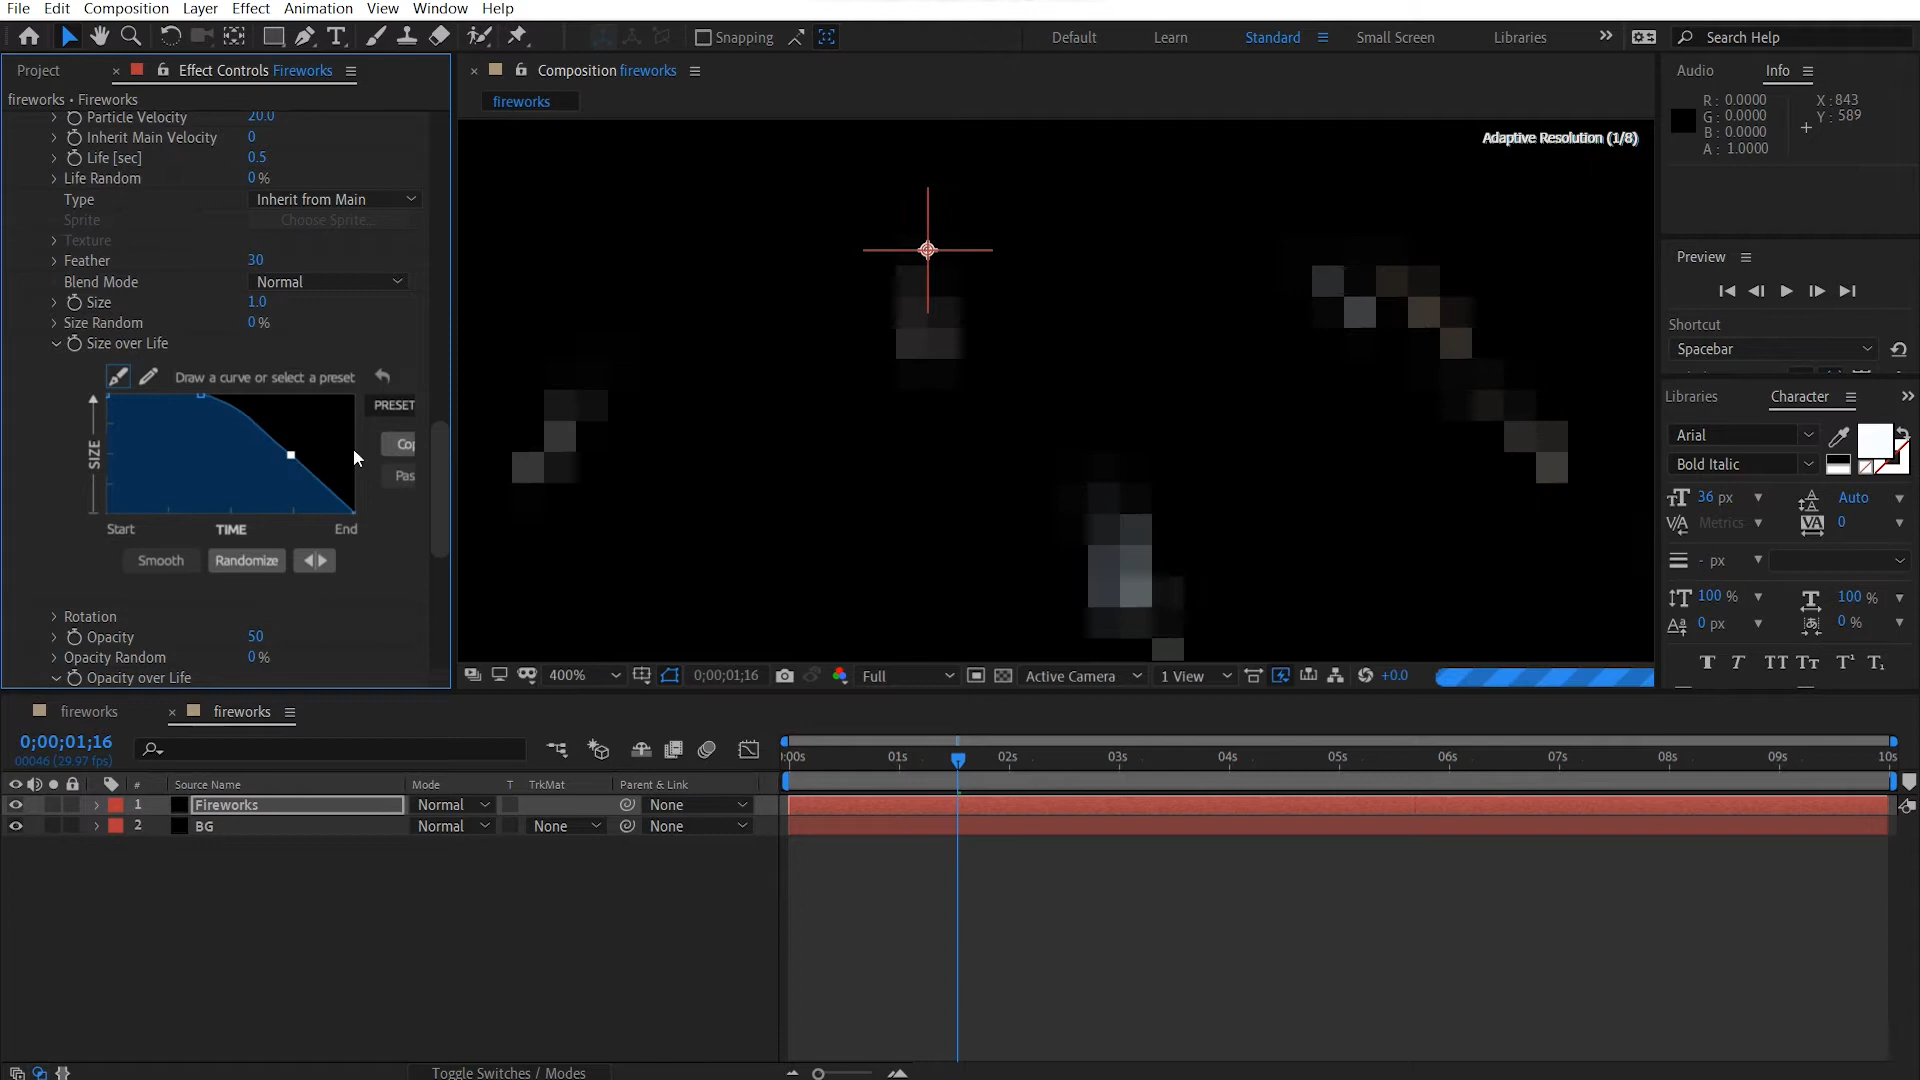 File Edit Composition Layer Effect Animation View Window Help
Snapping
Default Learn Standard Small Screen Libraries
Search Help
Project Effect Controls Fireworks
fireworks • Fireworks
Particle Velocity 20.0
Inherit Main Velocity 0
Life [sec] 0.5
Life Random 0 %
Type Inherit from Main
Sprite Choose Sprite...
Texture
Feather 30
Blend Mode Normal
Size 1.0
Size Random 0 %
Size over Life
Draw a curve or select a preset
PRESET
Cop
Pas
SIZE
Start TIME End
Smooth Randomize
Rotation
Opacity 50
Opacity Random 0 %
Opacity over Life
Composition fireworks
fireworks
Adaptive Resolution (1/8)
400% 0;00;01;16 Full Active Camera 1 View +0.0
Audio Info
R: 0.0000
G: 0.0000
B: 0.0000
A: 1.0000
X: 843
Y: 589
Preview
Shortcut
Spacebar
Libraries Character
Arial
Bold Italic
36 px Auto
Metrics 0
- px
100 % 100 %
0 px 0 %
T T TT Tt T¹ T₁
fireworks fireworks
0;00;01;16
00046 (29.97 fps)
# Source Name Mode T TrkMat Parent & Link
1 Fireworks Normal None
2 BG Normal None None
:00s 01s 02s 03s 04s 05s 06s 07s 08s 09s 10s
Toggle Switches / Modes